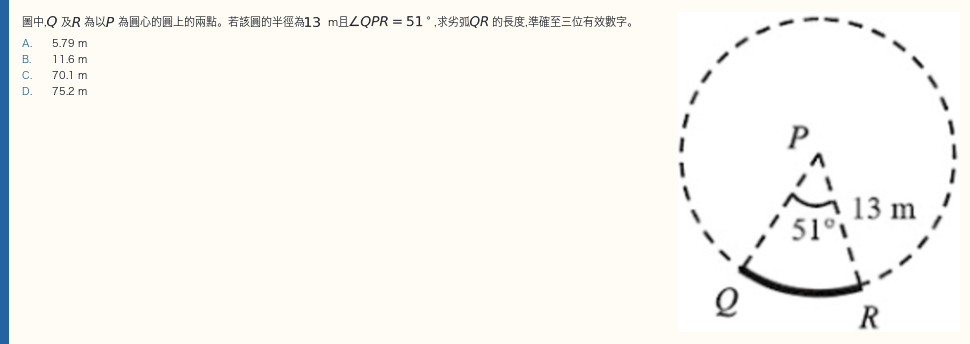 圖中,Q 及R 為以P 為圓心的圓上的兩點。若該圓的半徑為13 m且∠QPR = 51°,求劣弧QR 的長度,準確至三位有效數字。
A. 5.79 m
B. 11.6 m
C. 70.1 m
D. 75.2 m
P
13 m
51°
Q
R